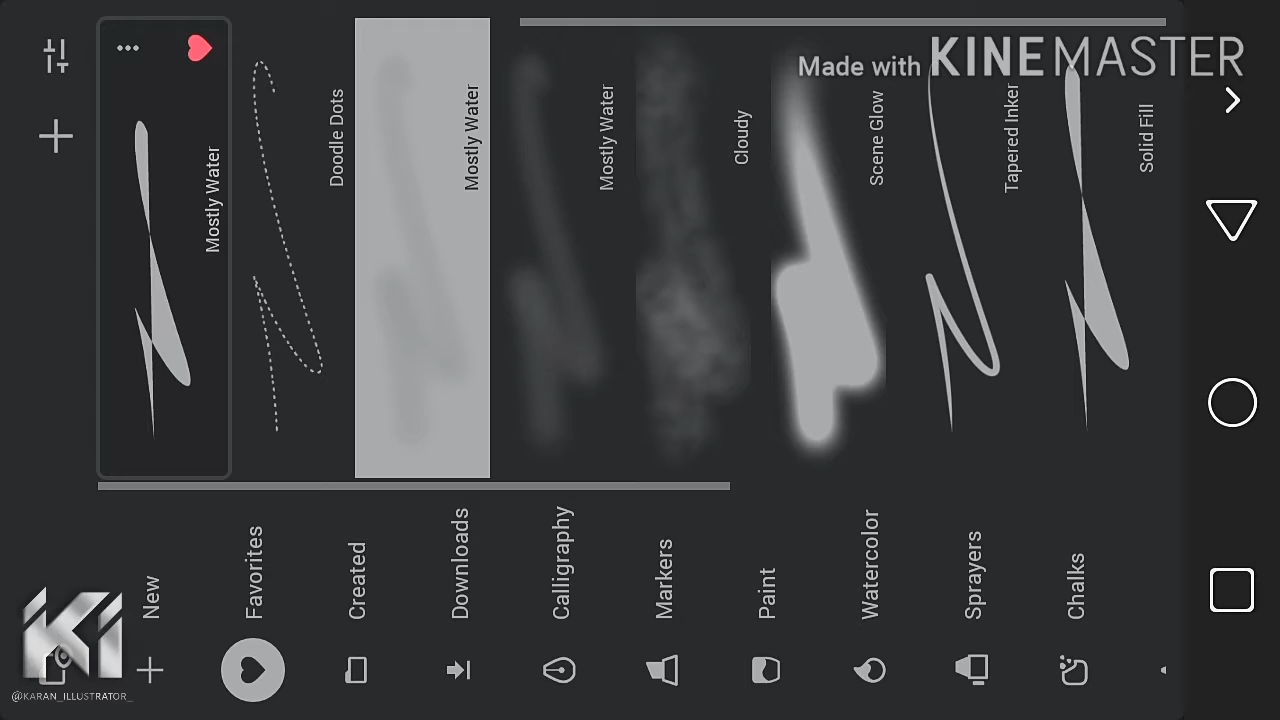 Made with KINEMASTER
New
Favorites
Created
Downloads
Calligraphy
Markers
Paint
Watercolor
Sprayers
Chalks
Mostly Water
Doodle Dots
Mostly Water
Mostly Water
Cloudy
Scene Glow
Tapered Inker
Solid Fill
Ki
@KARAN_ILLUSTRATOR_